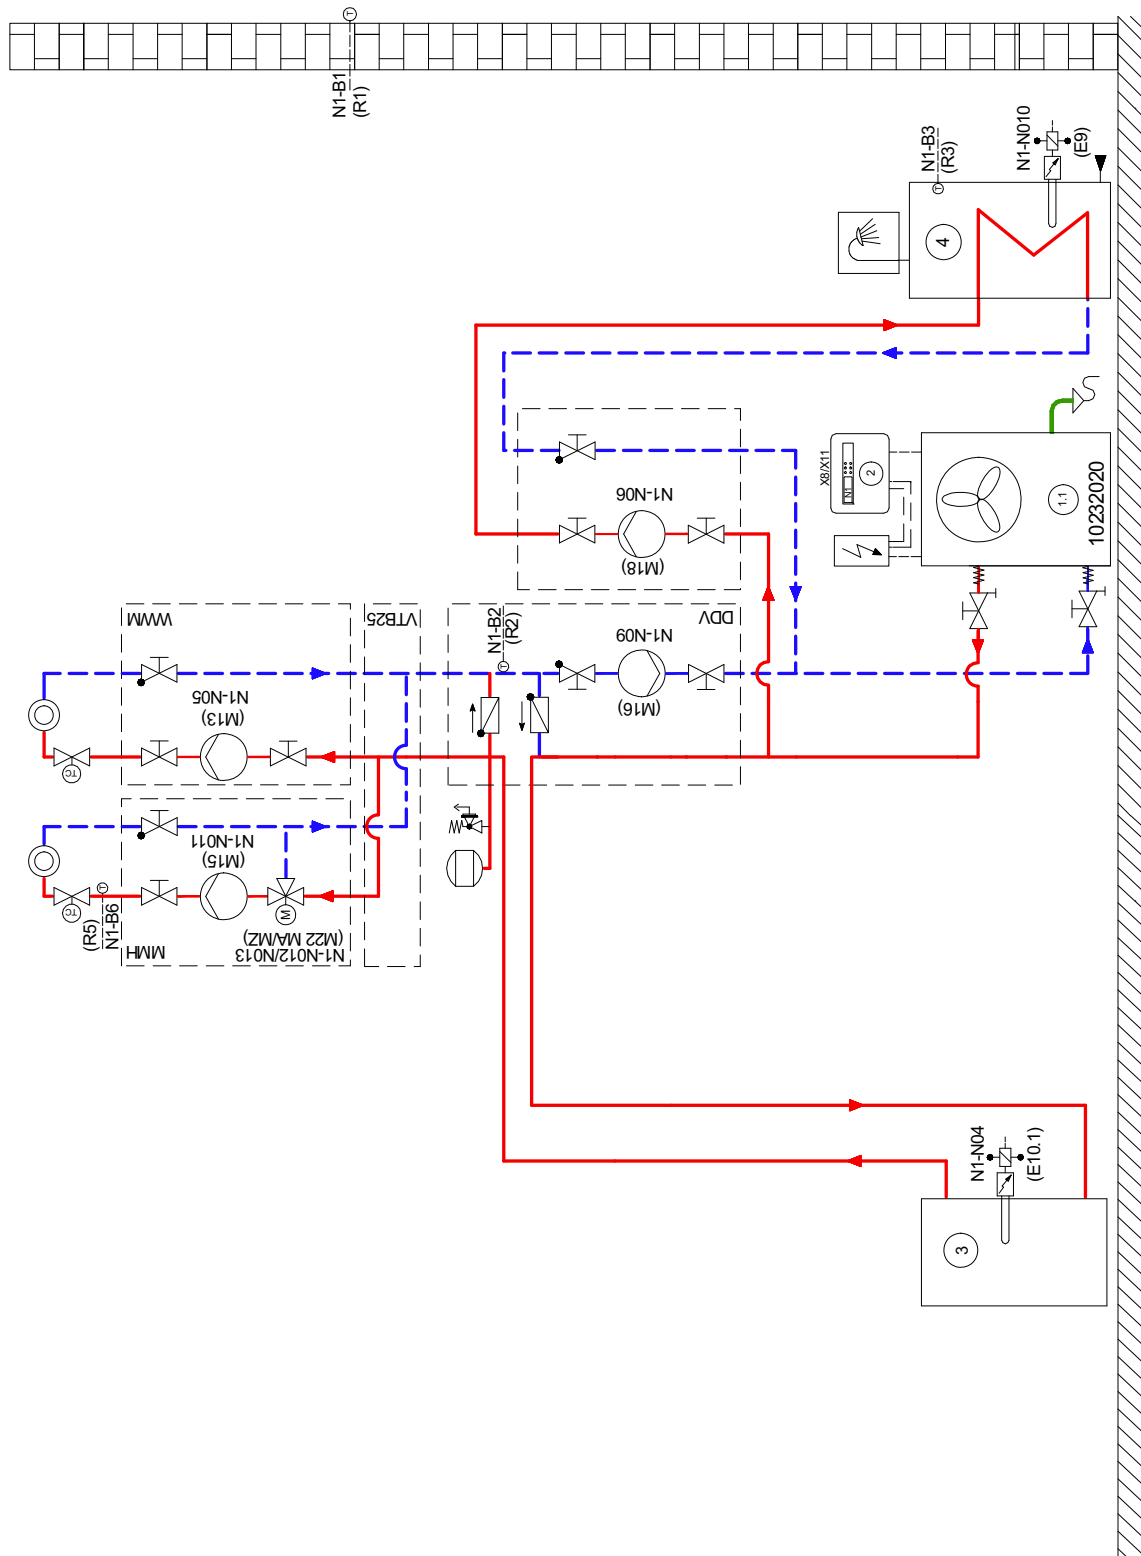 N1-B1
(R1)
N1-B3
(R3)
T
T
N1-N010
(E9)
4
X8/X11
N1
2
1.1
10232020
N1-N06
(M18)
WWM
N1-N05
(M13)
TC
VTB25
N1-B2
(R2)
T
DDV
N1-N09
(M16)
MMH
N1-N011
(M15)
TC
T
(R5)
N1-B6
M
N1-N012/N013
(M22 MA/MZ)
N1-N04
(E10.1)
3